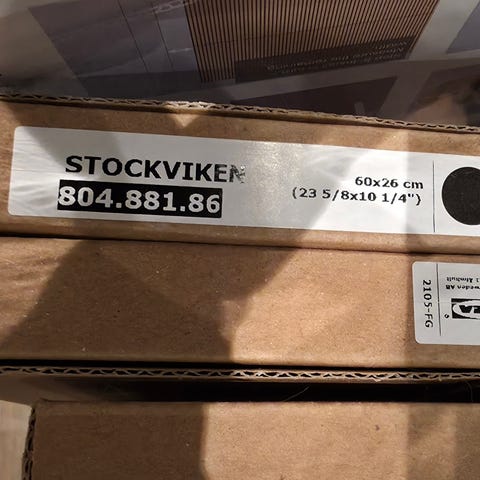 STOCKVIKEN
804.881.86
60x26 cm
(23 5/8x10 1/4")
2105-FG